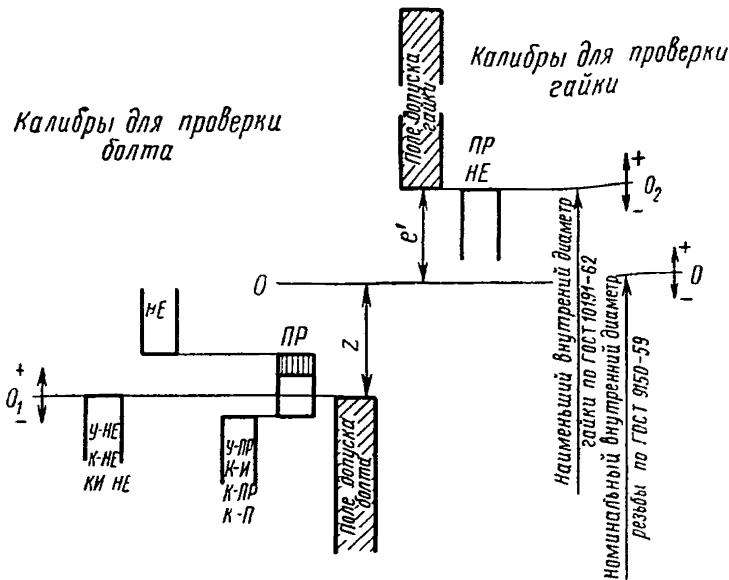 Калибры для проверки
болта
Калибры для проверки
гайки
Поле допуска
гайки
ПР
НЕ
+
O₂
−
e'
+
O
−
O
z
НЕ
ПР
+
O₁
−
У-НЕ
К-НЕ
КИ НЕ
У-ПР
К-И
К-ПР
К-П
Поле допуска
болта
Наименьший внутрений диаметр
гайки по ГОСТ 10191-62
Номинальный внутренний диаметр
резьбы по ГОСТ 9150-59